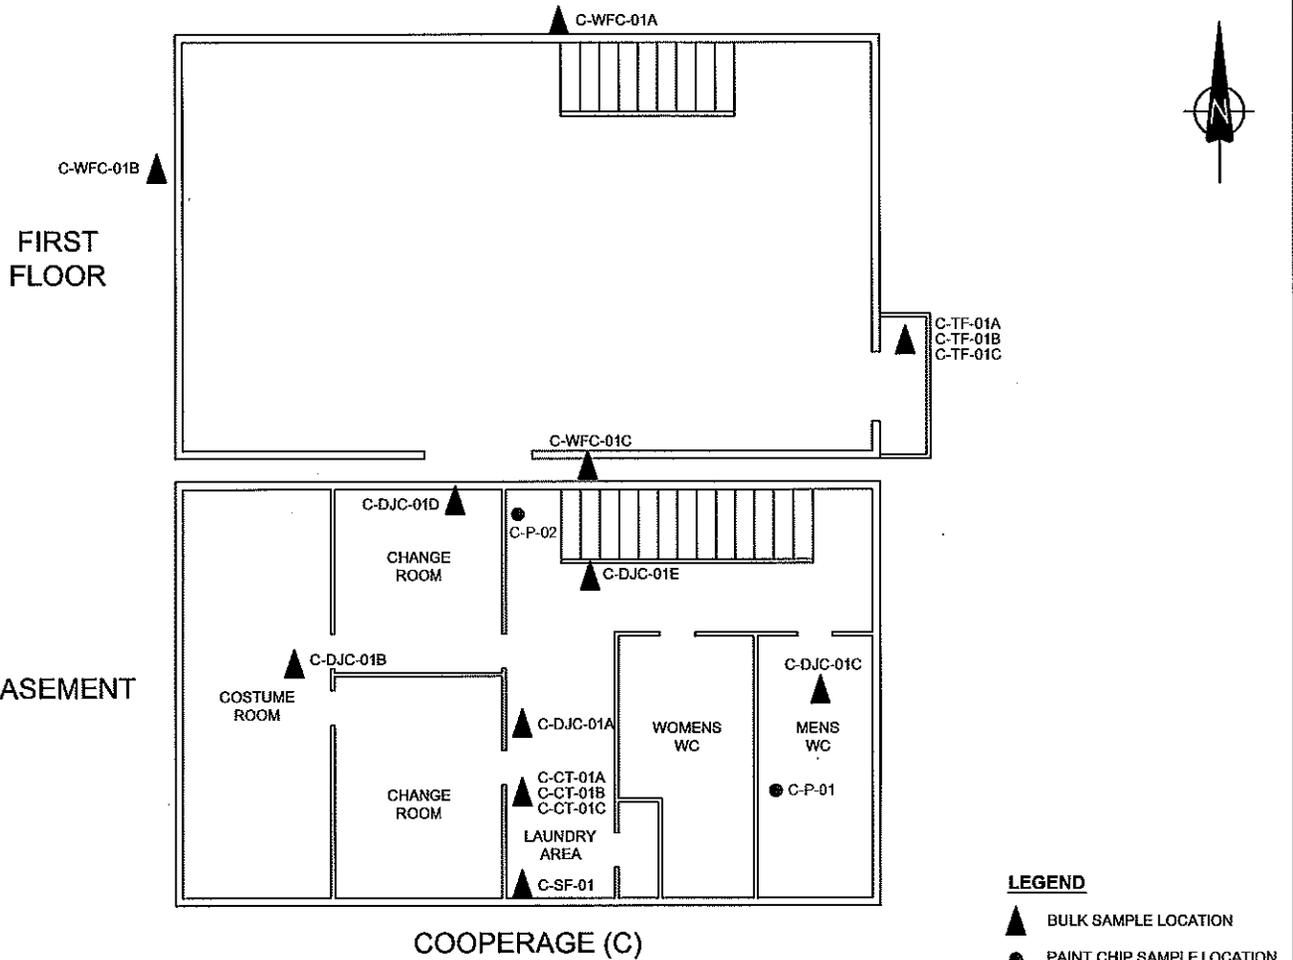 C-WFC-01A
N
C-WFC-01B
FIRST
FLOOR
C-TF-01A
C-TF-01B
C-TF-01C
C-WFC-01C
C-DJC-01D
C-P-02
CHANGE
ROOM
C-DJC-01E
C-DJC-01B
C-DJC-01C
ASEMENT
COSTUME
ROOM
C-DJC-01A
WOMENS
WC
MENS
WC
C-CT-01A
C-CT-01B
C-CT-01C
C-P-01
CHANGE
ROOM
LAUNDRY
AREA
C-SF-01
LEGEND
BULK SAMPLE LOCATION
COOPERAGE (C)
PAINT CHIP SAMPLE LOCATION